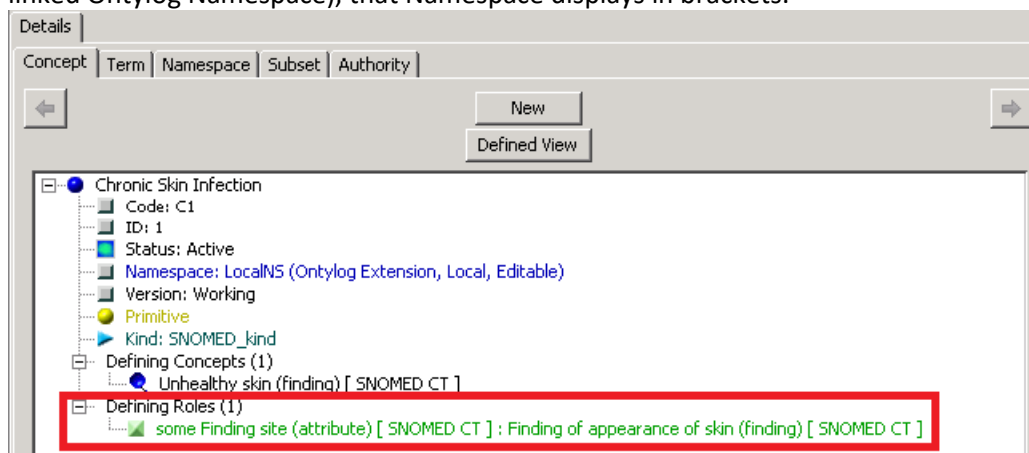 linked Ontylog Namespace), that Namespace displays in brackets.
Details
Concept Term Namespace Subset Authority
New
Defined View
Chronic Skin Infection
Code: C1
ID: 1
Status: Active
Namespace: LocalNS (Ontylog Extension, Local, Editable)
Version: Working
Primitive
Kind: SNOMED_kind
Defining Concepts (1)
Unhealthy skin (finding) [ SNOMED CT ]
Defining Roles (1)
some Finding site (attribute) [ SNOMED CT ] : Finding of appearance of skin (finding) [ SNOMED CT ]